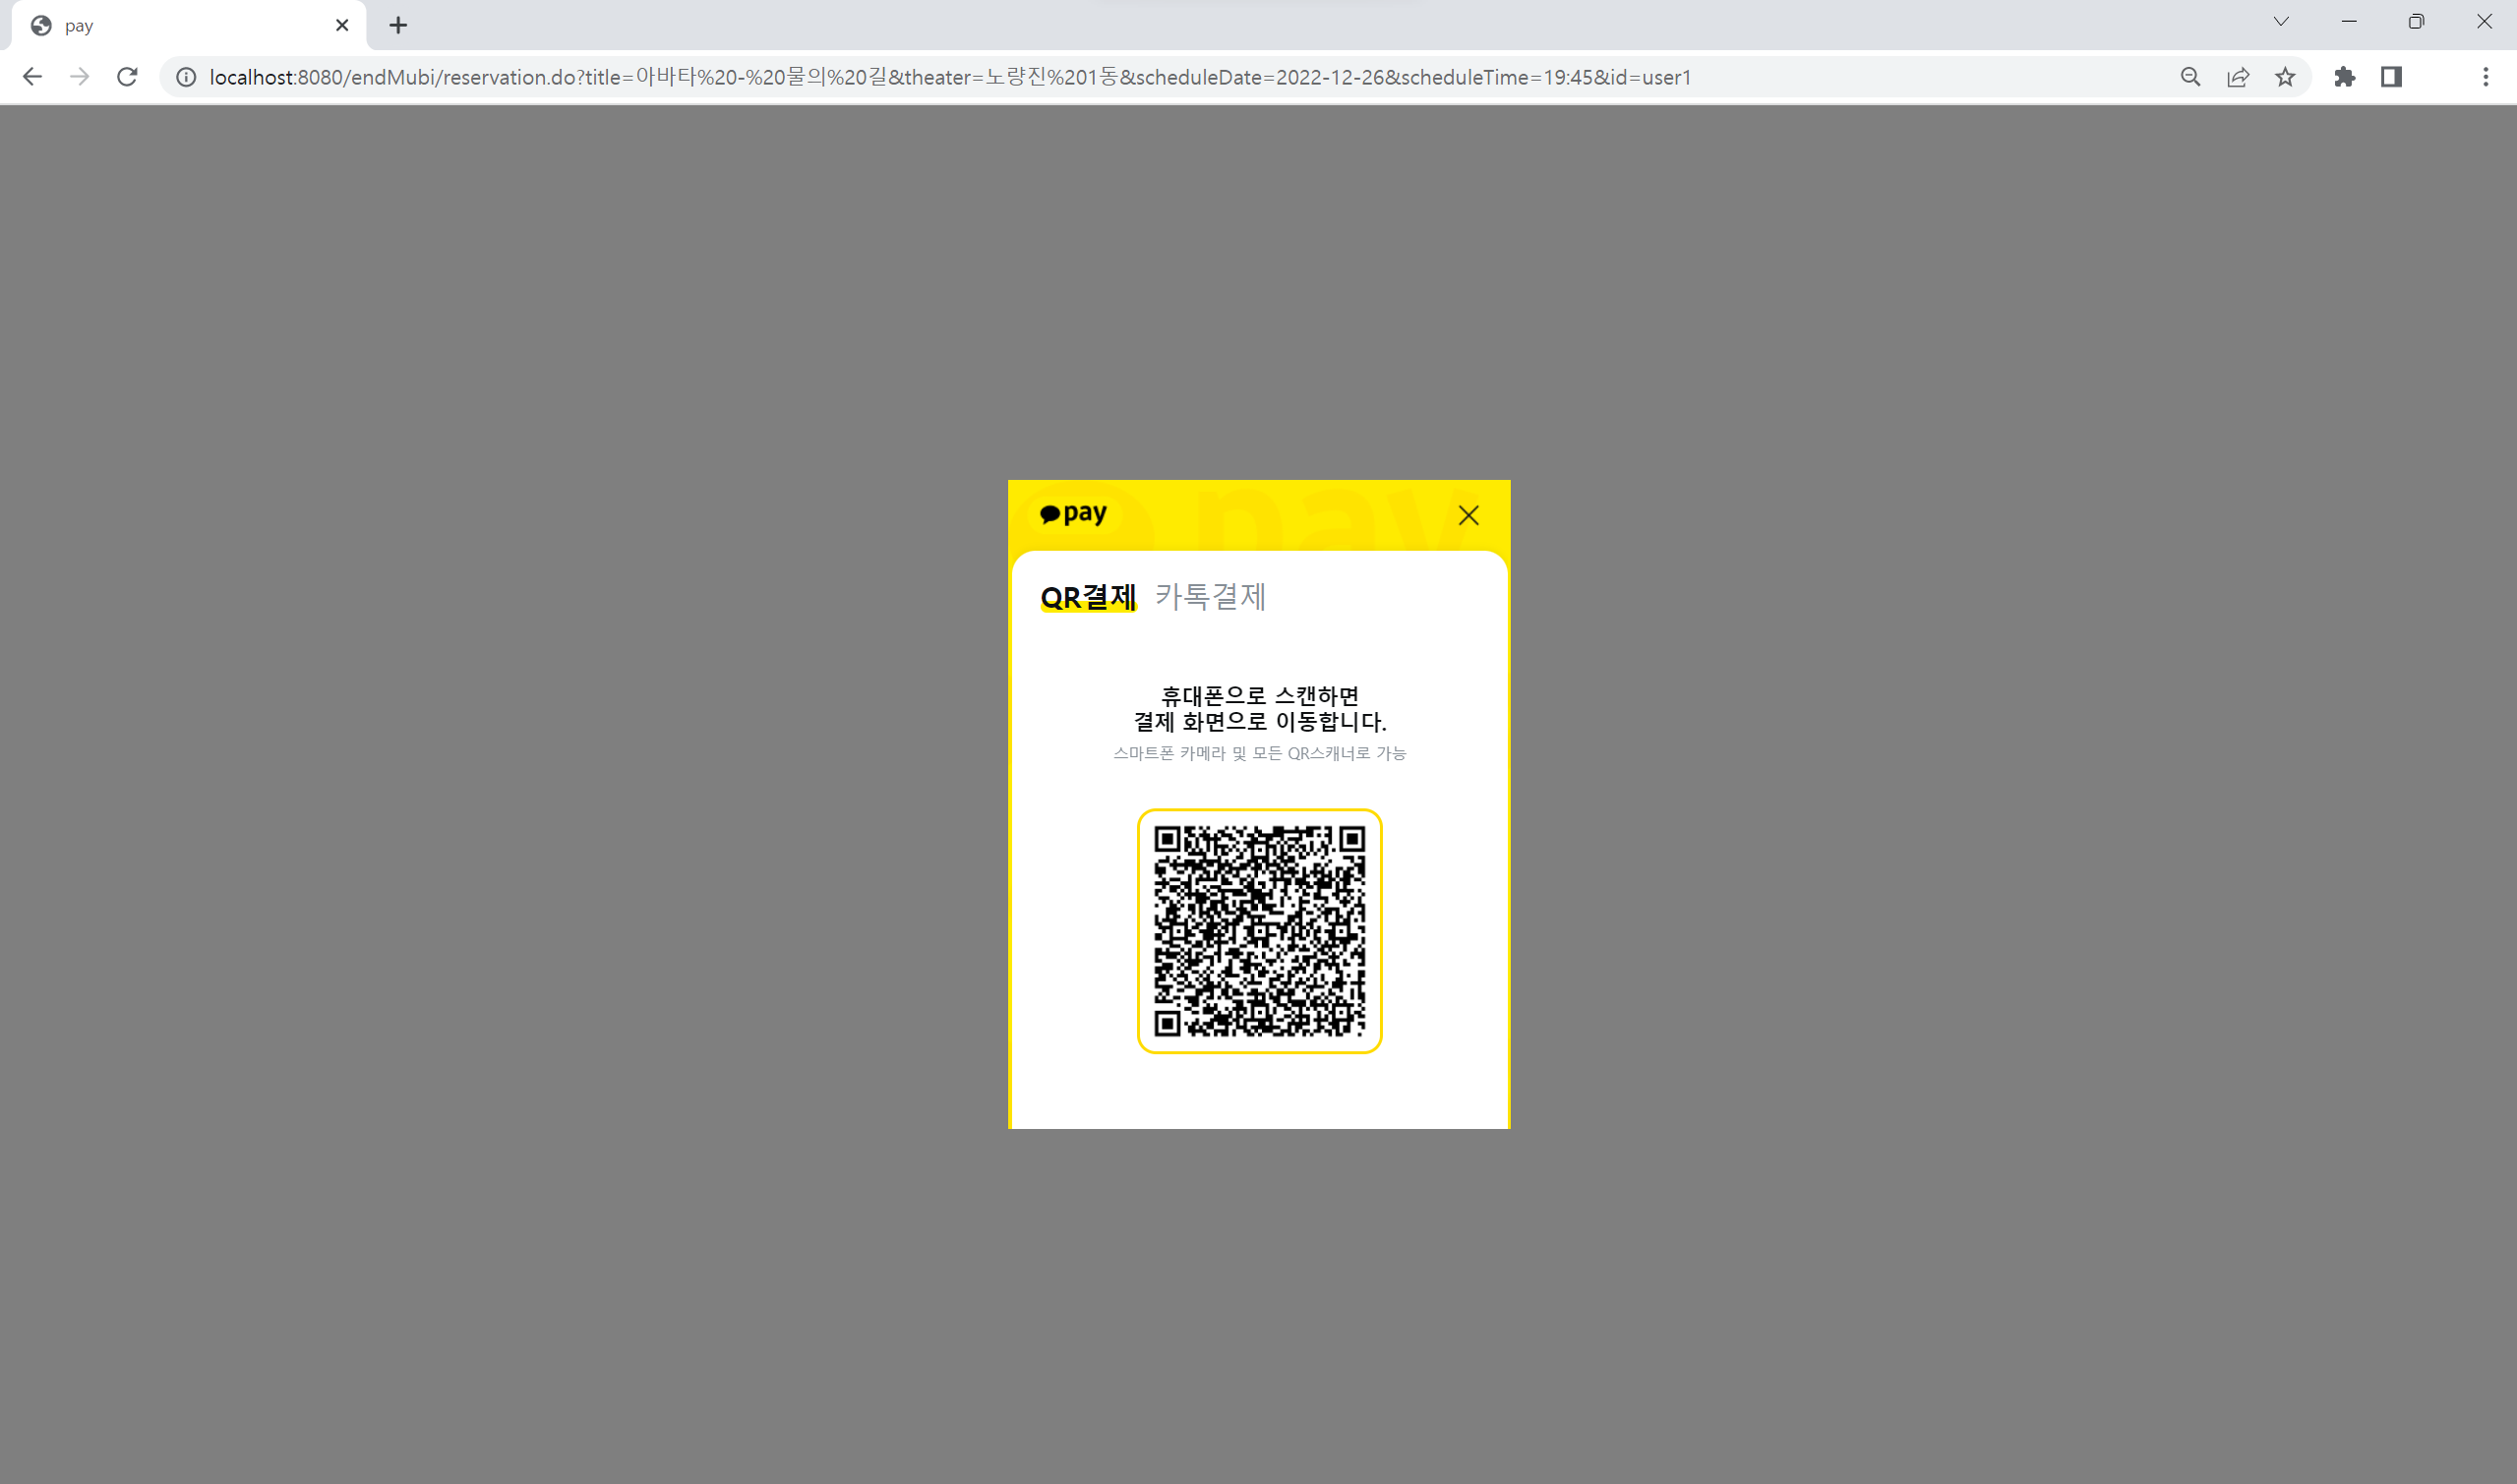 pay
localhost:8080/endMubi/reservation.do?title=아바타%20-%20물의%20길&theater=노량진%201동&scheduleDate=2022-12-26&scheduleTime=19:45&id=user1
pay
pay
QR결제 카톡결제
휴대폰으로 스캔하면
결제 화면으로 이동합니다.
스마트폰 카메라 및 모든 QR스캐너로 가능